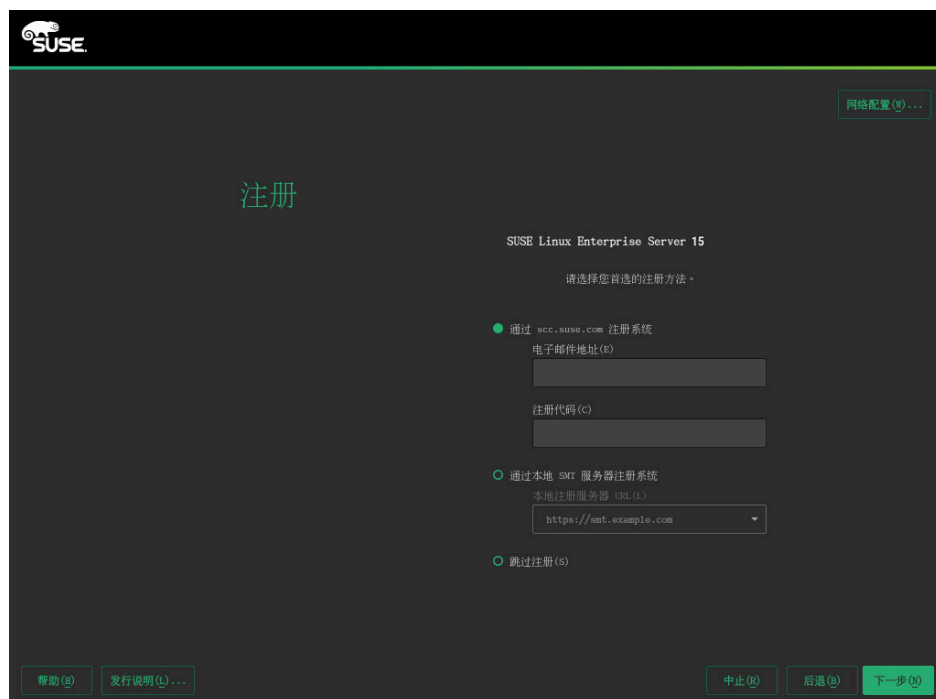 SUSE.
网络配置(W)...
注册
SUSE Linux Enterprise Server 15
请选择您首选的注册方法。
通过 scc.suse.com 注册系统
电子邮件地址(E)
注册代码(C)
通过本地 SMT 服务器注册系统
本地注册服务器 URL(L)
https://smt.example.com
跳过注册(S)
帮助(H) 发行说明(L)... 中止(R) 后退(B) 下一步(N)